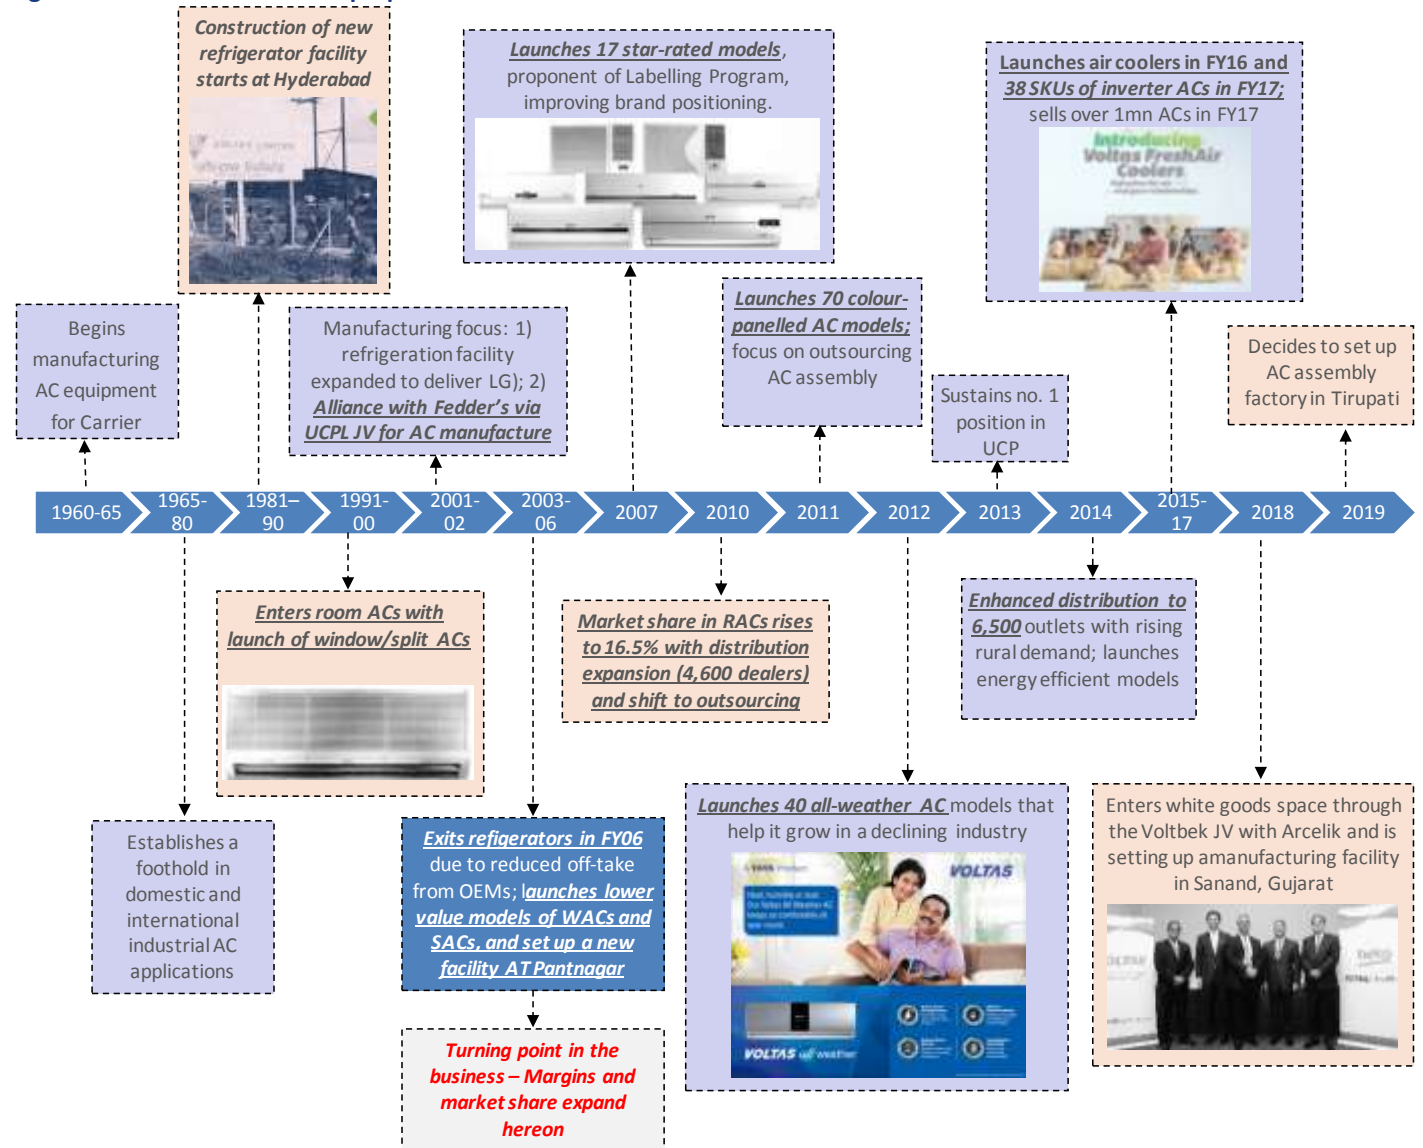 Construction of new
refrigerator facility
starts at Hyderabad
Launches 17 star-rated models,
proponent of Labelling Program,
improving brand positioning.
Launches air coolers in FY16 and
38 SKUs of inverter ACs in FY17;
sells over 1mn ACs in FY17
Introducing
Voltas FreshAir
Coolers
Begins
manufacturing
AC equipment
for Carrier
Manufacturing focus: 1)
refrigeration facility
expanded to deliver LG); 2)
Alliance with Fedder's via
UCPL JV for AC manufacture
Launches 70 colour-
panelled AC models;
focus on outsourcing
AC assembly
Sustains no. 1
position in
UCP
Decides to set up
AC assembly
factory in Tirupati
1960-65
1965-
80
1981–
90
1991-
00
2001-
02
2003-
06
2007
2010
2011
2012
2013
2014
2015-
17
2018
2019
Enters room ACs with
launch of window/split ACs
Market share in RACs rises
to 16.5% with distribution
expansion (4,600 dealers)
and shift to outsourcing
Enhanced distribution to
6,500 outlets with rising
rural demand; launches
energy efficient models
Establishes a
foothold in
domestic and
international
industrial AC
applications
Exits refigerators in FY06
due to reduced off-take
from OEMs; launches lower
value models of WACs and
SACs, and set up a new
facility AT Pantnagar
Turning point in the
business – Margins and
market share expand
hereon
Launches 40 all-weather AC models that
help it grow in a declining industry
VOLTAS
VOLTAS all weather
Enters white goods space through
the Voltbek JV with Arcelik and is
setting up amanufacturing facility
in Sanand, Gujarat